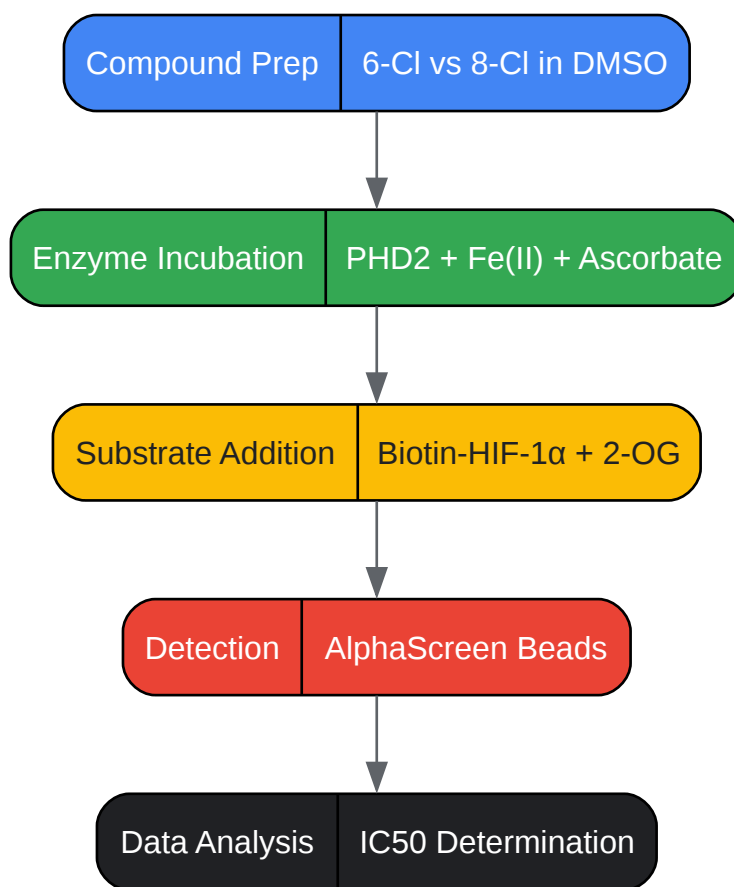 Compound Prep 6-Cl vs 8-Cl in DMSO
Enzyme Incubation PHD2 + Fe(II) + Ascorbate
Substrate Addition Biotin-HIF-1α + 2-OG
Detection AlphaScreen Beads
Data Analysis IC50 Determination